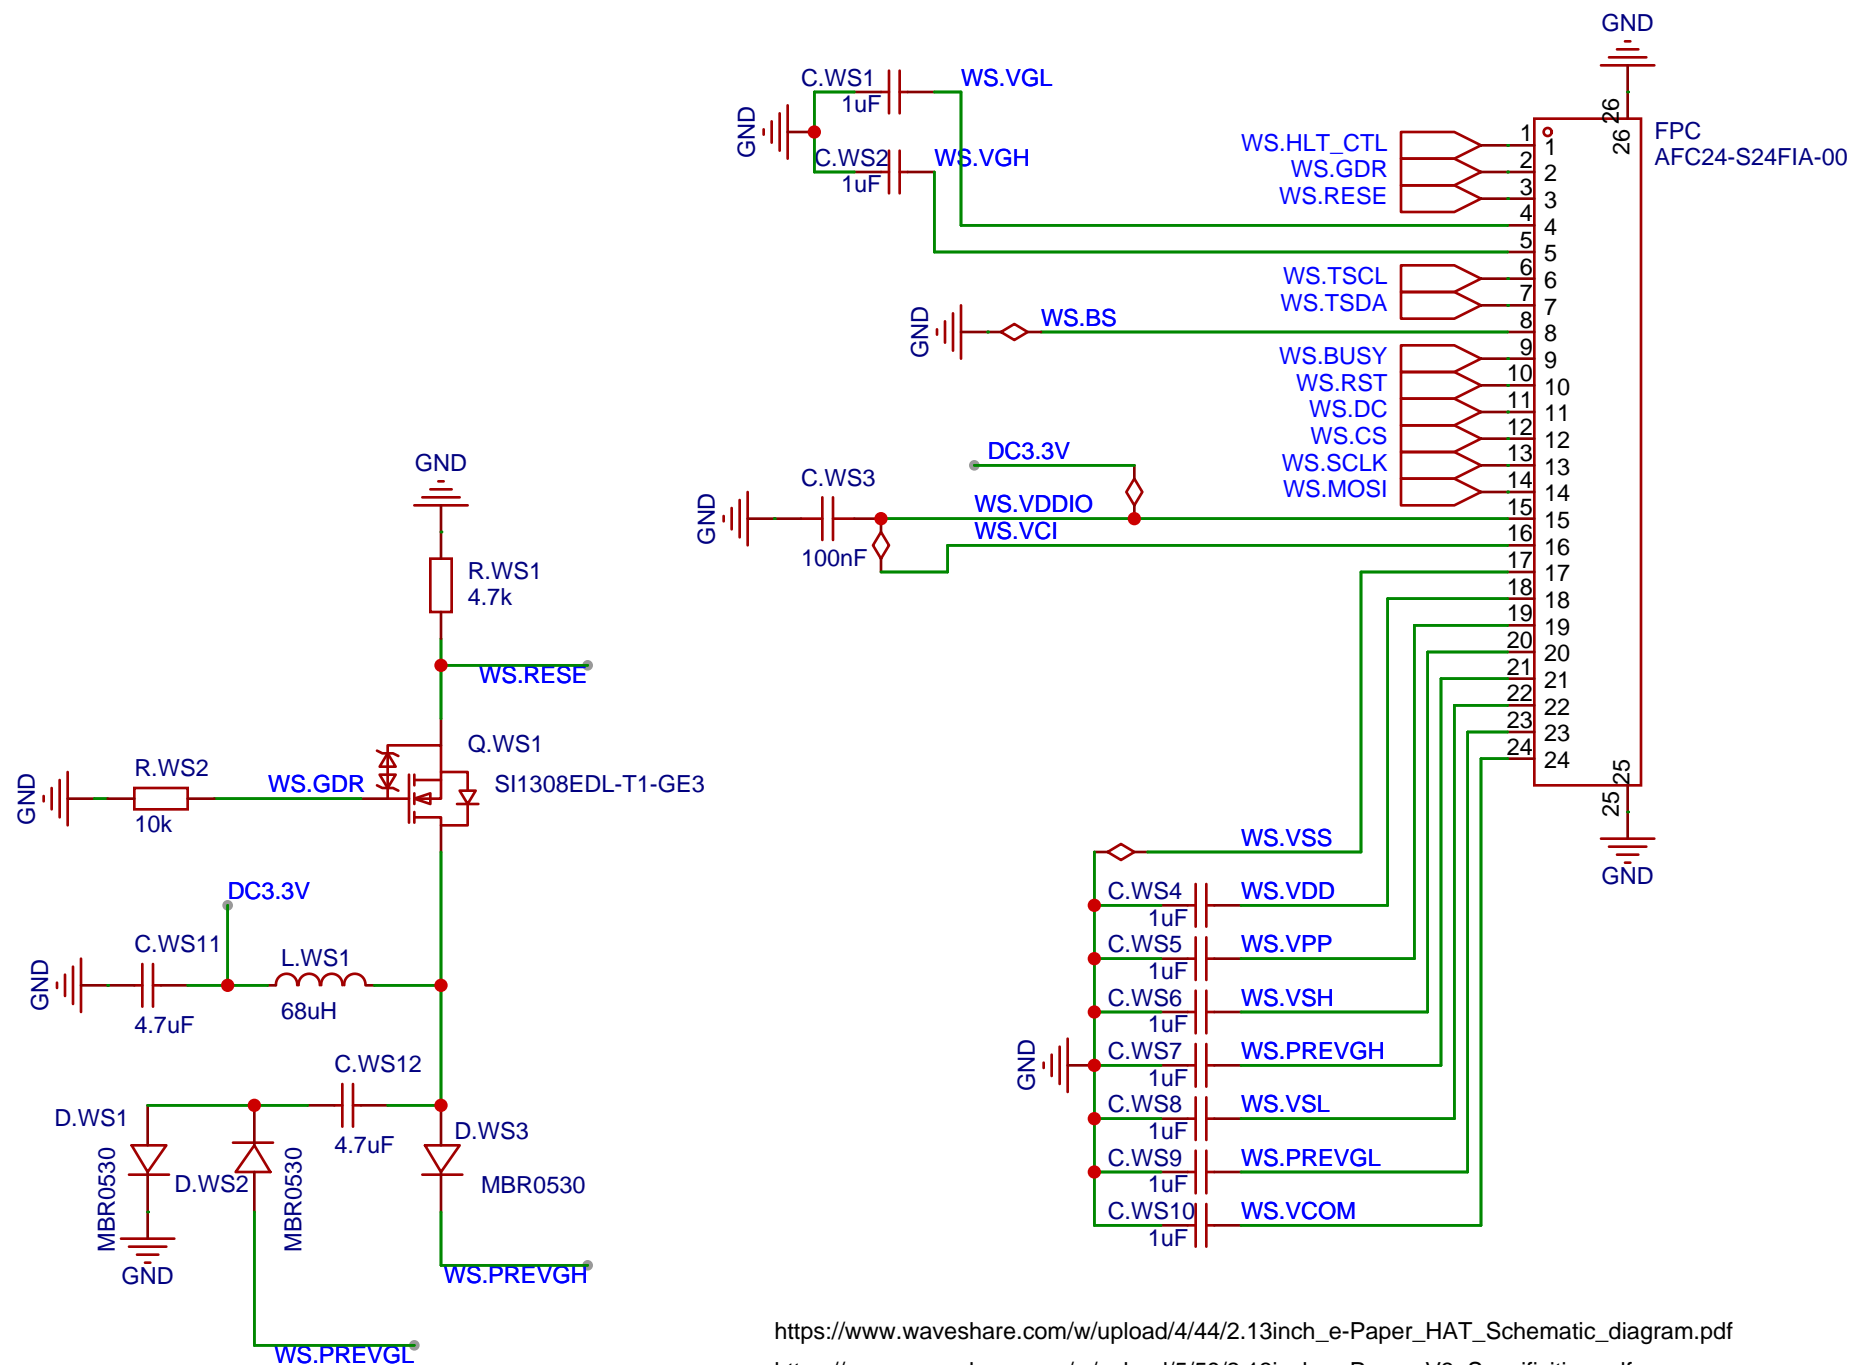 GND
C.WS1
1uF
WS.VGL
GND
C.WS2
1uF
WS.VGH
26
26
FPC
AFC24-S24FIA-00
WS.HLT_CTL
1
1
WS.GDR
2
2
WS.RESE
3
3
4
4
5
5
WS.TSCL
6
6
WS.TSDA
7
7
GND
WS.BS
8
8
WS.BUSY
9
9
WS.RST
10
10
WS.DC
11
11
WS.CS
12
12
WS.SCLK
13
13
WS.MOSI
14
14
DC3.3V
C.WS3
100nF
GND
WS.VDDIO
15
15
WS.VCI
16
16
17
17
18
18
19
19
20
20
21
21
22
22
23
23
24
24
25
25
GND
GND
R.WS1
4.7k
WS.RESE
Q.WS1
SI1308EDL-T1-GE3
GND
R.WS2
10k
WS.GDR
DC3.3V
GND
C.WS11
4.7uF
L.WS1
68uH
C.WS12
4.7uF
D.WS1
MBR0530
GND
D.WS2
MBR0530
D.WS3
MBR0530
WS.PREVGH
WS.PREVGL
WS.VSS
C.WS4
1uF
WS.VDD
C.WS5
1uF
WS.VPP
C.WS6
1uF
WS.VSH
GND
C.WS7
1uF
WS.PREVGH
C.WS8
1uF
WS.VSL
C.WS9
1uF
WS.PREVGL
C.WS10
1uF
WS.VCOM
https://www.waveshare.com/w/upload/4/44/2.13inch_e-Paper_HAT_Schematic_diagram.pdf